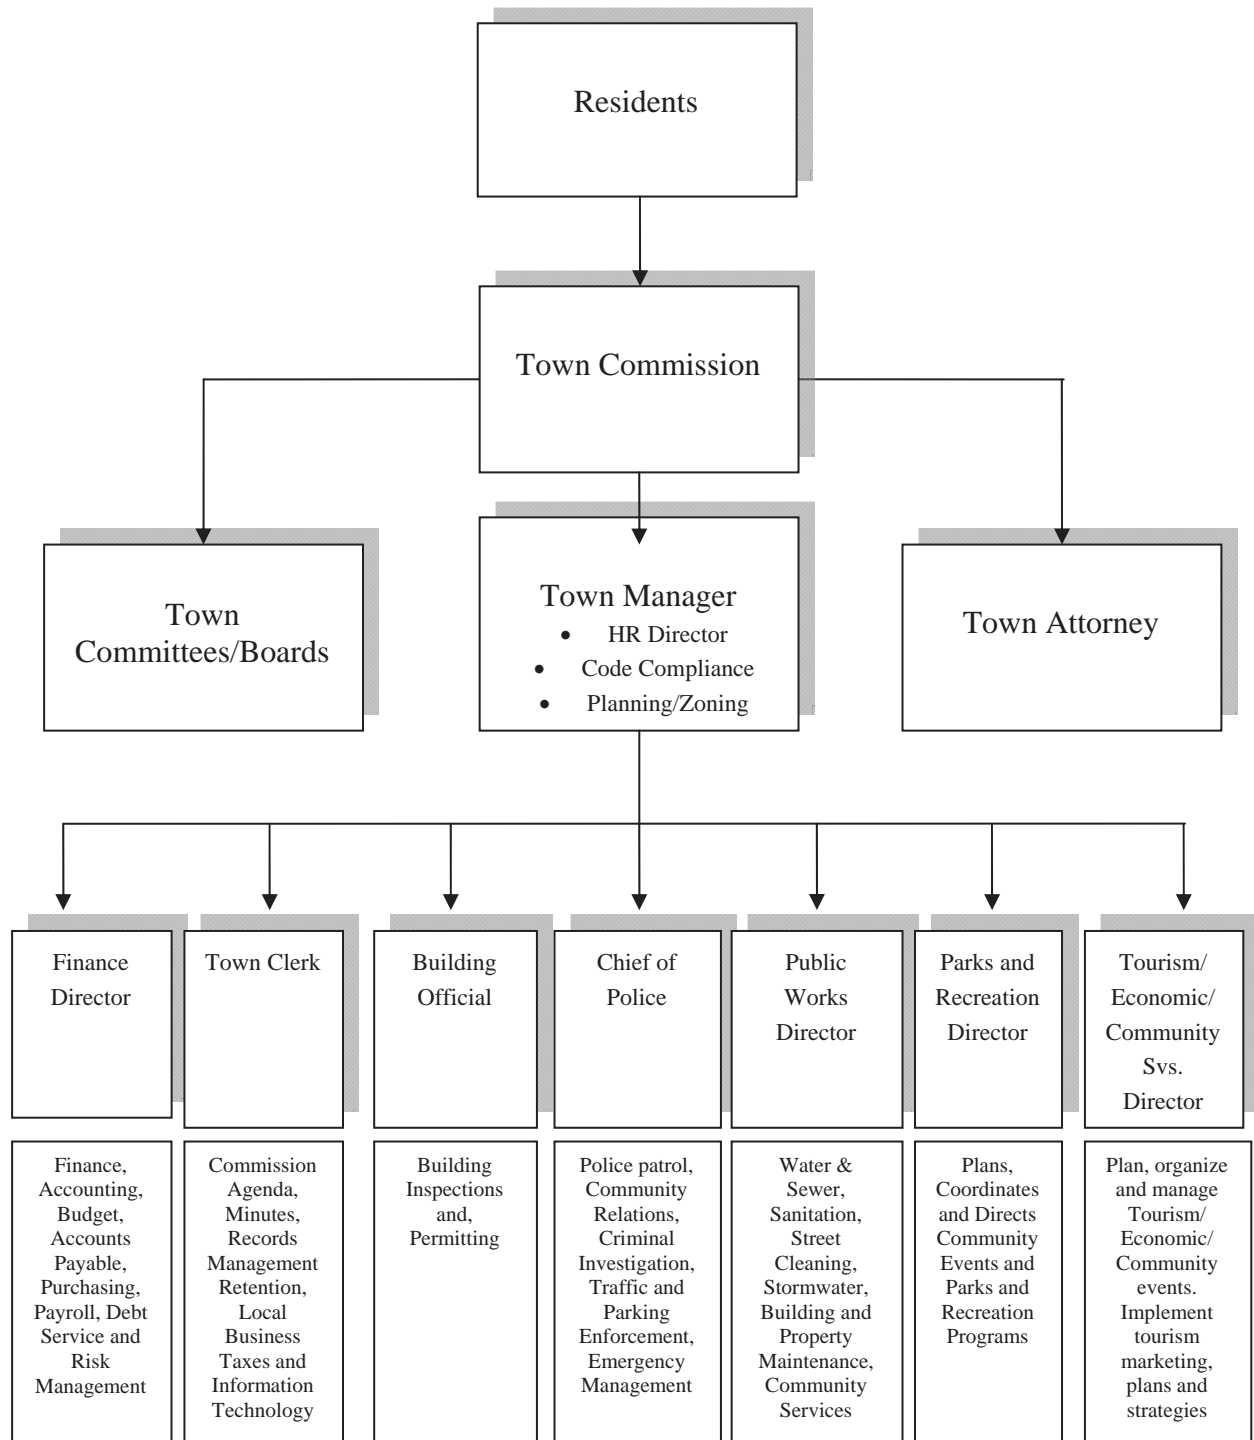 Residents
Town Commission
Town
Committees/Boards
Town Manager
• HR Director
• Code Compliance
• Planning/Zoning
Town Attorney
Finance
Director
Town Clerk
Building
Official
Chief of
Police
Public
Works
Director
Parks and
Recreation
Director
Tourism/
Economic/
Community
Svs.
Director
Finance,
Accounting,
Budget,
Accounts
Payable,
Purchasing,
Payroll, Debt
Service and
Risk
Management
Commission
Agenda,
Minutes,
Records
Management
Retention,
Local
Business
Taxes and
Information
Technology
Building
Inspections
and,
Permitting
Police patrol,
Community
Relations,
Criminal
Investigation,
Traffic and
Parking
Enforcement,
Emergency
Management
Water &
Sewer,
Sanitation,
Street
Cleaning,
Stormwater,
Building and
Property
Maintenance,
Community
Services
Plans,
Coordinates
and Directs
Community
Events and
Parks and
Recreation
Programs
Plan, organize
and manage
Tourism/
Economic/
Community
events.
Implement
tourism
marketing,
plans and
strategies